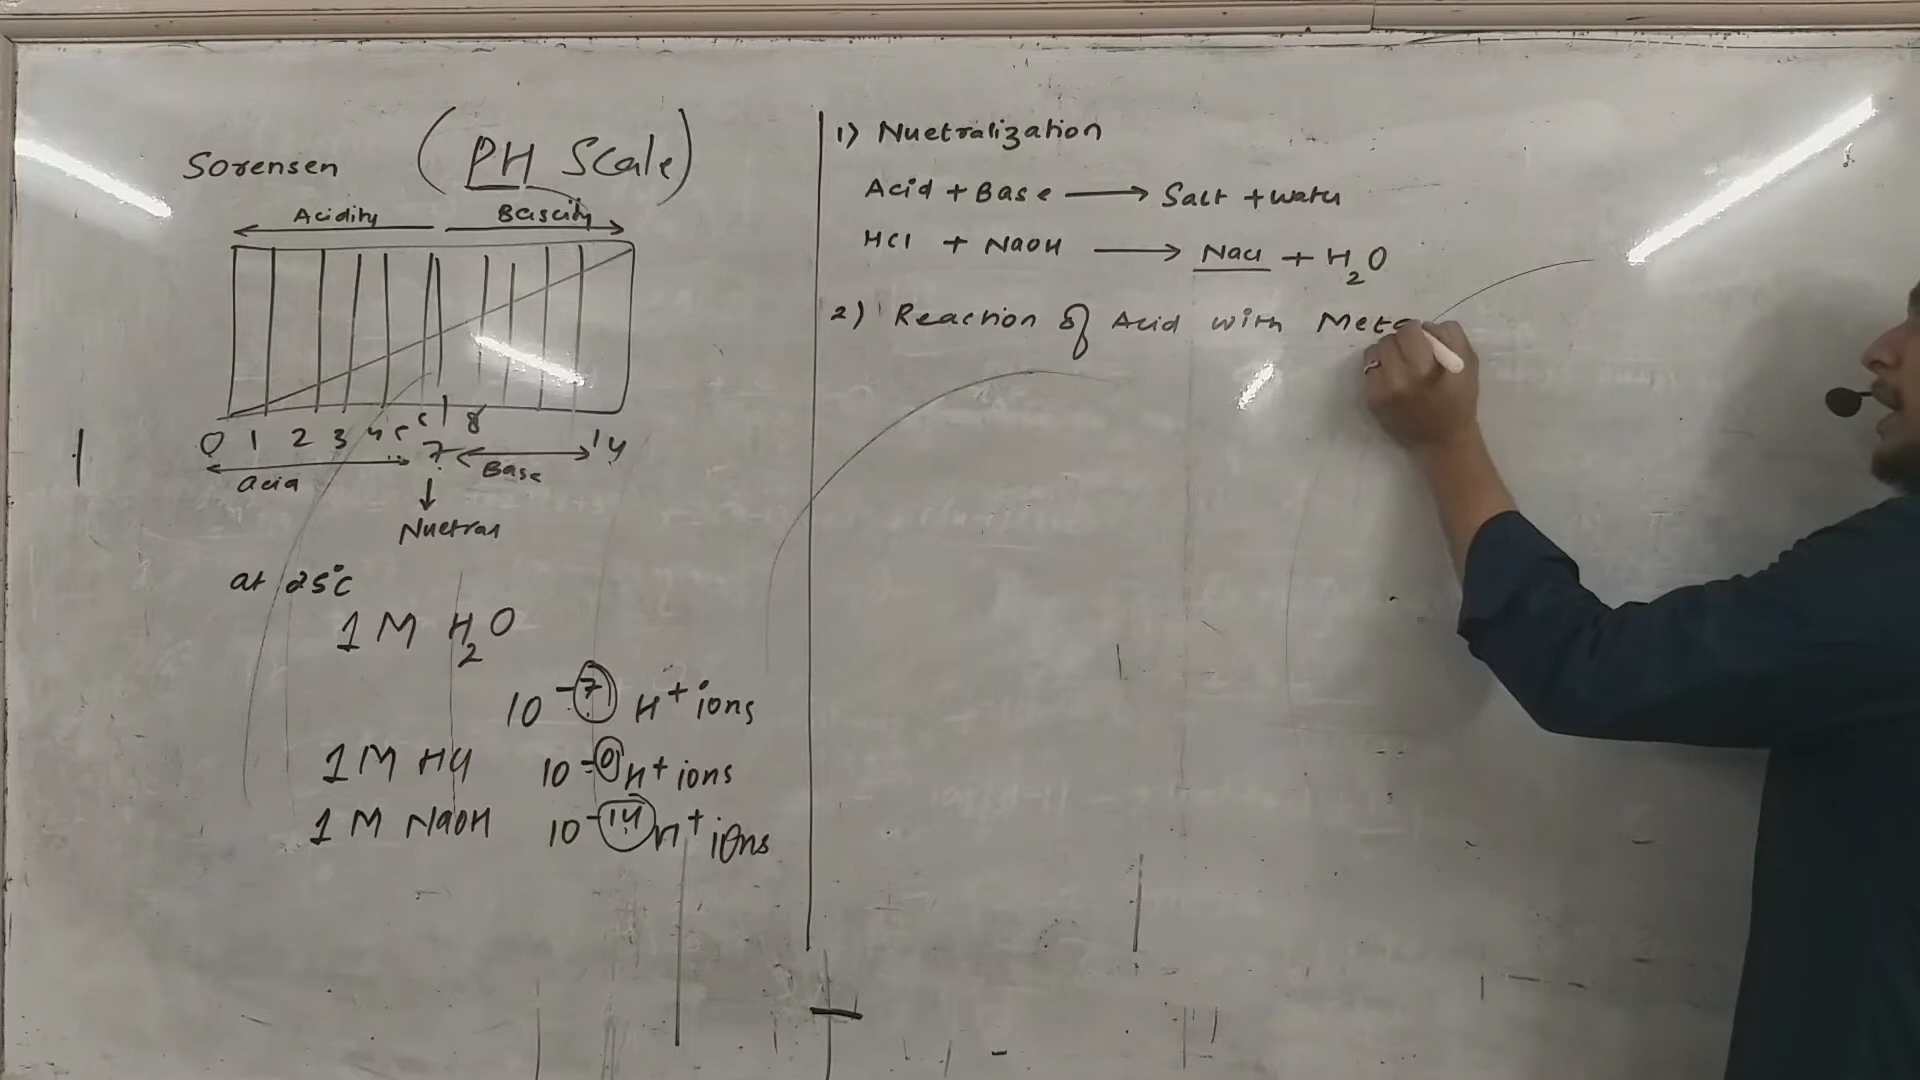 Sorensen (PH Scale)
Acidity Bascity
0 1 2 3 4 5 6 7 8 14
acid Base
Nuetral
at 25°C
1 M H₂O
10⁻⁷ H⁺ ions
1 M HCl 10⁻⁰ H⁺ ions
1 M NaOH 10⁻¹⁴ H⁺ ions
1) Nuetralization
Acid + Base → Salt + water
HCl + NaOH → NaCl + H₂O
2) Reaction of Acid with Meta